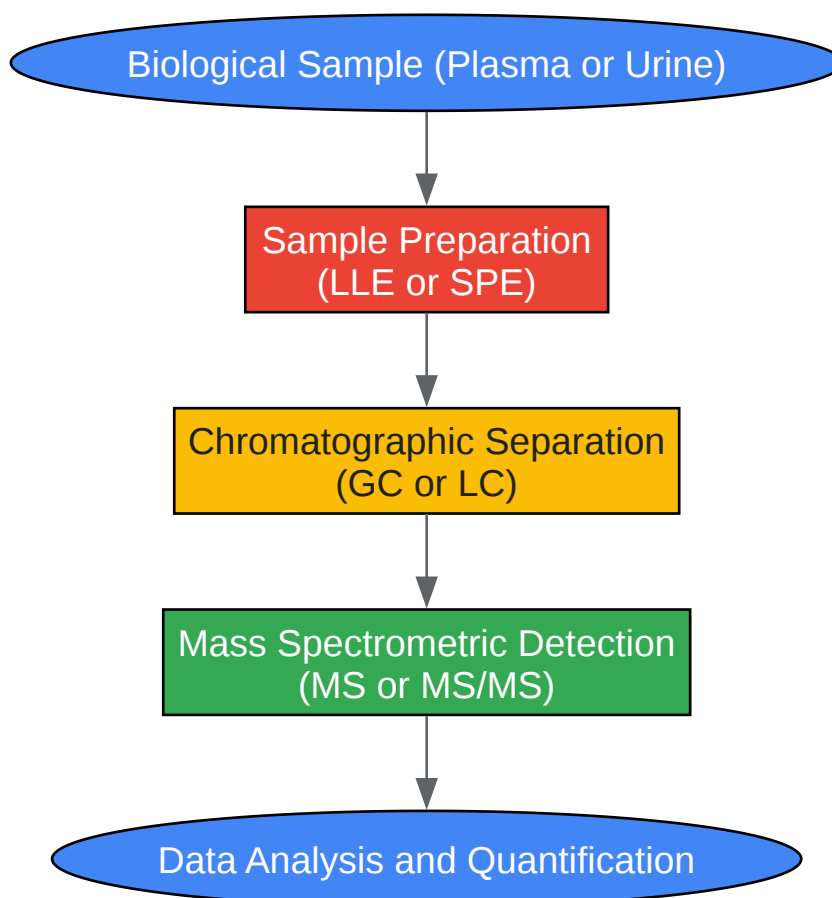 Biological Sample (Plasma or Urine)
Sample Preparation
(LLE or SPE)
Chromatographic Separation
(GC or LC)
Mass Spectrometric Detection
(MS or MS/MS)
Data Analysis and Quantification